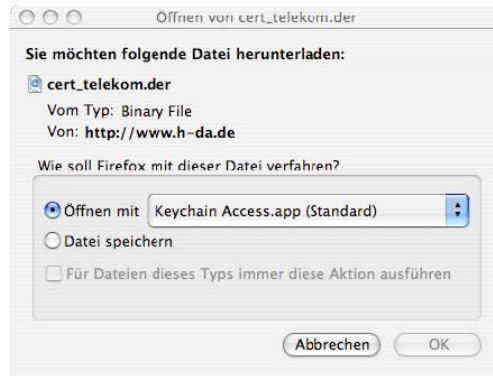 Öffnen von cert_telekom.der
Sie möchten folgende Datei herunterladen:
cert_telekom.der
Vom Typ: Binary File
Von: http://www.h-da.de
Wie soll Firefox mit dieser Datei verfahren?
Öffnen mit Keychain Access.app (Standard)
Datei speichern
Für Dateien dieses Typs immer diese Aktion ausführen
Abbrechen OK